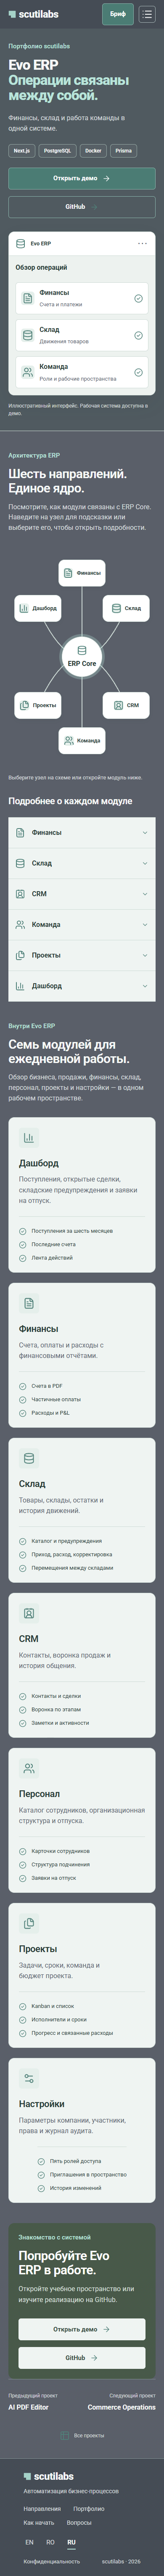 scutilabs
Бриф
Портфолио scutilabs
Evo ERP
Операции связаны
между собой.
Финансы, склад и работа команды в
одной системе.
Next.js
PostgreSQL
Docker
Prisma
Открыть демо
GitHub
Evo ERP
Обзор операций
Финансы
Счета и платежи
Склад
Движения товаров
Команда
Роли и рабочие пространства
Иллюстративный интерфейс. Рабочая система доступна в
демо.
Архитектура ERP
Шесть направлений.
Единое ядро.
Посмотрите, как модули связаны с ERP Core.
Наведите на узел для подсказки или
выберите его, чтобы открыть подробности.
Финансы
Дашборд
Склад
ERP Core
Проекты
CRM
Команда
Выберите узел на схеме или откройте модуль ниже.
Подробнее о каждом модуле
Финансы
Склад
CRM
Команда
Проекты
Дашборд
Внутри Evo ERP
Семь модулей для
ежедневной работы.
Обзор бизнеса, продажи, финансы, склад,
персонал, проекты и настройки — в одном
рабочем пространстве.
Дашборд
Поступления, открытые сделки,
складские предупреждения и заявки
на отпуск.
Поступления за шесть месяцев
Последние счета
Лента действий
Финансы
Счета, оплаты и расходы с
финансовыми отчётами.
Счета в PDF
Частичные оплаты
Расходы и P&L
Склад
Товары, склады, остатки и
история движений.
Каталог и предупреждения
Приход, расход, корректировка
Перемещения между складами
CRM
Контакты, воронка продаж и
история общения.
Контакты и сделки
Воронка по этапам
Заметки и активности
Персонал
Каталог сотрудников, организационная
структура и отпуска.
Карточки сотрудников
Структура подчинения
Заявки на отпуск
Проекты
Задачи, сроки, команда и
бюджет проекта.
Kanban и список
Исполнители и сроки
Прогресс и связанные расходы
Настройки
Параметры компании, участники,
права и журнал аудита.
Пять ролей доступа
Приглашения в пространство
История изменений
Знакомство с системой
Попробуйте Evo
ERP в работе.
Откройте учебное пространство или
изучите реализацию на GitHub.
Открыть демо
GitHub
Предыдущий проект
AI PDF Editor
Следующий проект
Commerce Operations
Все проекты
scutilabs
Автоматизация бизнес-процессов
Направления
Портфолио
Как начать
Вопросы
EN
RO
RU
Конфиденциальность
scutilabs · 2026